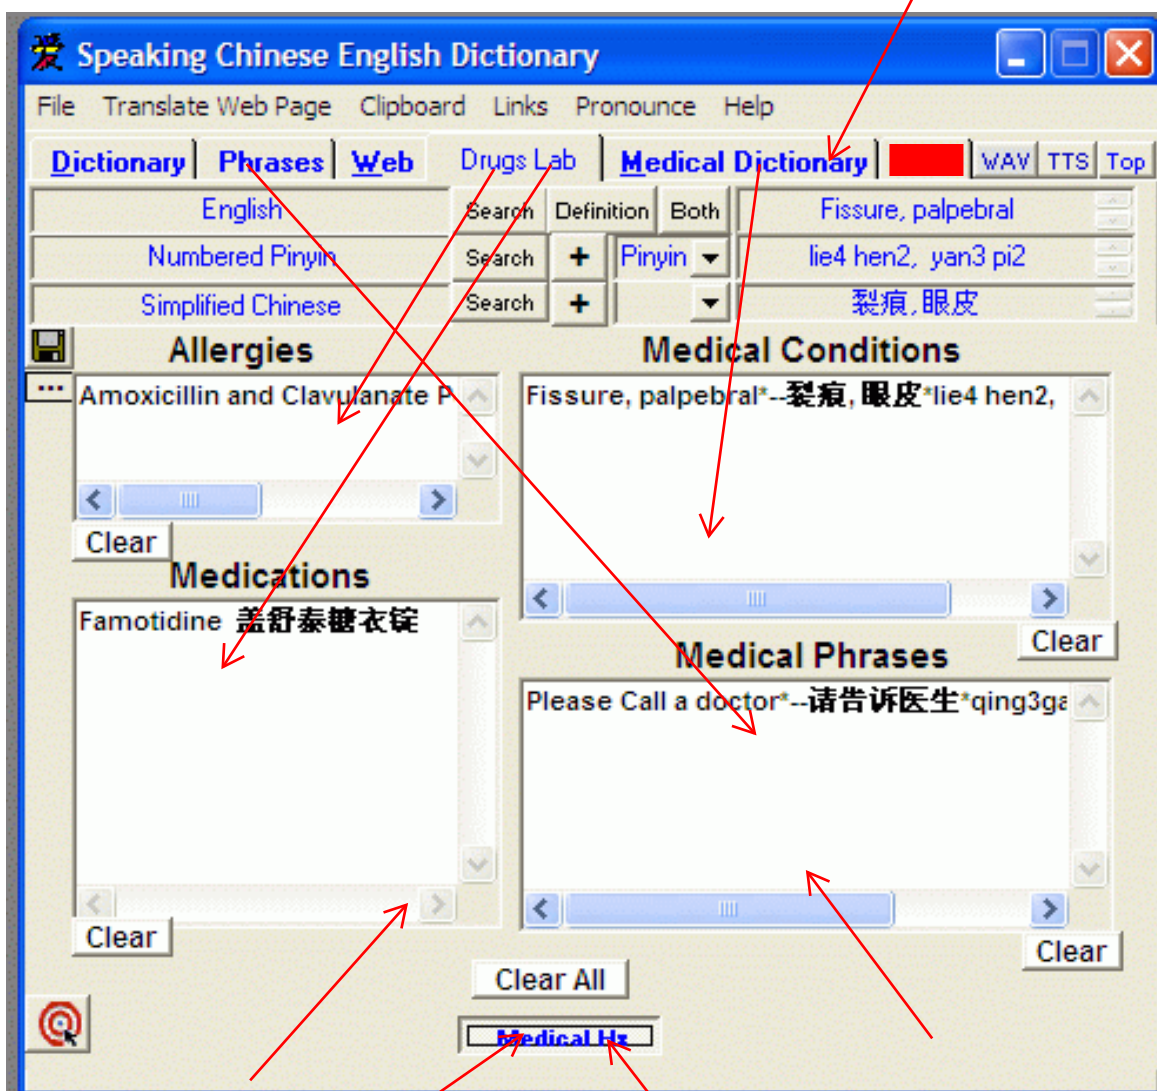 Speaking Chinese English Dictionary
File Translate Web Page Clipboard Links Pronounce Help
Dictionary Phrases Web Drugs Lab Medical Dictionary WAV TTS Top
English Search Definition Both Fissure, palpebral
Numbered Pinyin Search + Pinyin lie4 hen2, yan3 pi2
Simplified Chinese Search + 裂痕,眼皮
Allergies Medical Conditions
... Amoxicillin and Clavulanate P Fissure, palpebral*--裂痕, 眼皮*lie4 hen2,
Clear
Medications
Famotidine 盖舒泰糖衣锭
Clear
Medical Phrases
Please Call a doctor*--请告诉医生*qing3ga
Clear
Clear
Clear All
Medical Hx